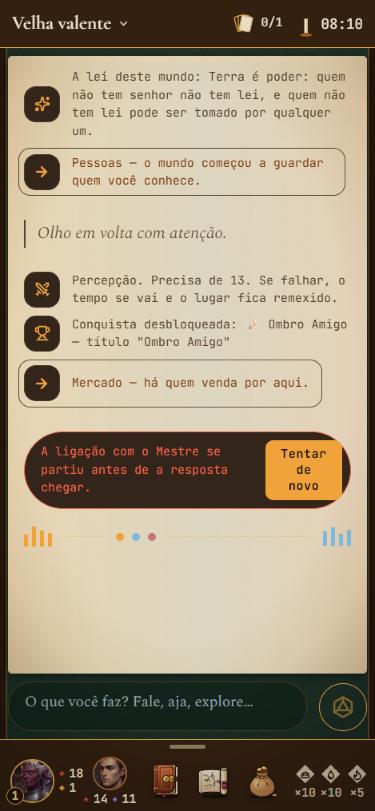 Velha valente
0/1
08:10
A lei deste mundo: Terra é poder: quem
não tem senhor não tem lei, e quem não
tem lei pode ser tomado por qualquer
um.
Pessoas — o mundo começou a guardar
quem você conhece.
Olho em volta com atenção.
Percepção. Precisa de 13. Se falhar, o
tempo se vai e o lugar fica remexido.
Conquista desbloqueada: Ombro Amigo
— título "Ombro Amigo"
Mercado — há quem venda por aqui.
A ligação com o Mestre se
partiu antes de a resposta
chegar.
Tentar
de
novo
O que você faz? Fale, aja, explore…
1
18
1
14
11
×10
×10
×5